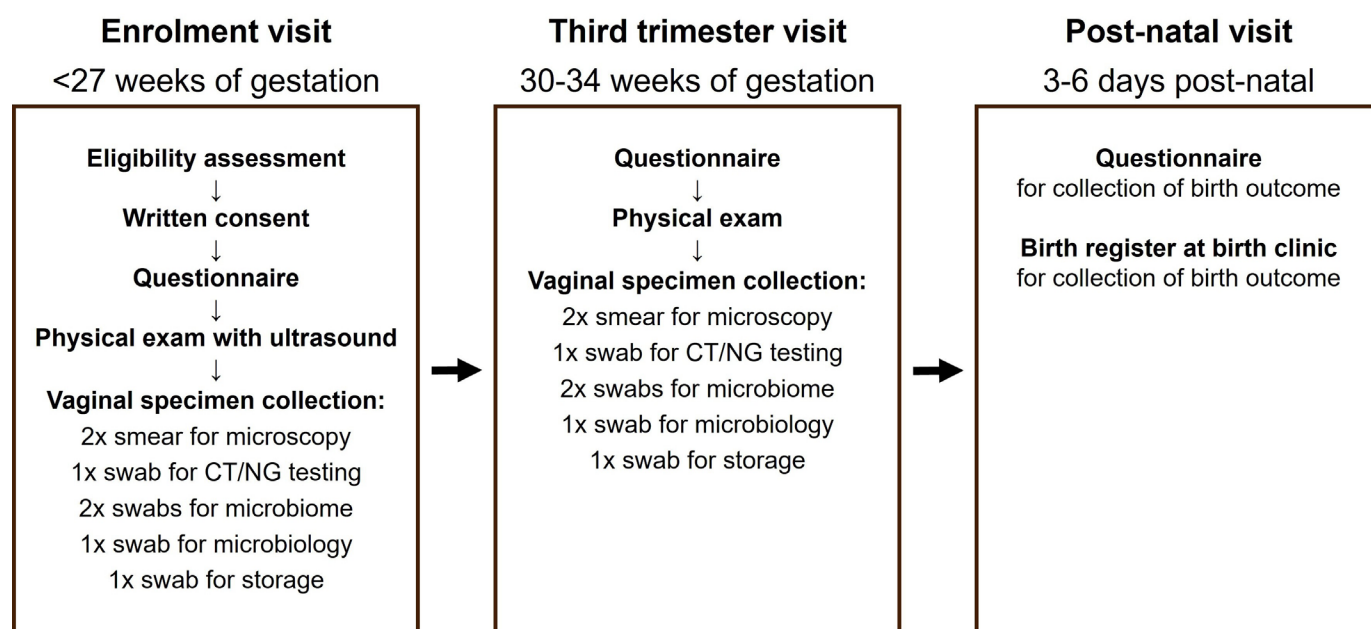 Enrolment visit
<27 weeks of gestation
Eligibility assessment
↓
Written consent
↓
Questionnaire
↓
Physical exam with ultrasound
↓
Vaginal specimen collection:
2x smear for microscopy
1x swab for CT/NG testing
2x swabs for microbiome
1x swab for microbiology
1x swab for storage
Third trimester visit
30-34 weeks of gestation
Questionnaire
↓
Physical exam
↓
Vaginal specimen collection:
2x smear for microscopy
1x swab for CT/NG testing
2x swabs for microbiome
1x swab for microbiology
1x swab for storage
Post-natal visit
3-6 days post-natal
Questionnaire
for collection of birth outcome
Birth register at birth clinic
for collection of birth outcome